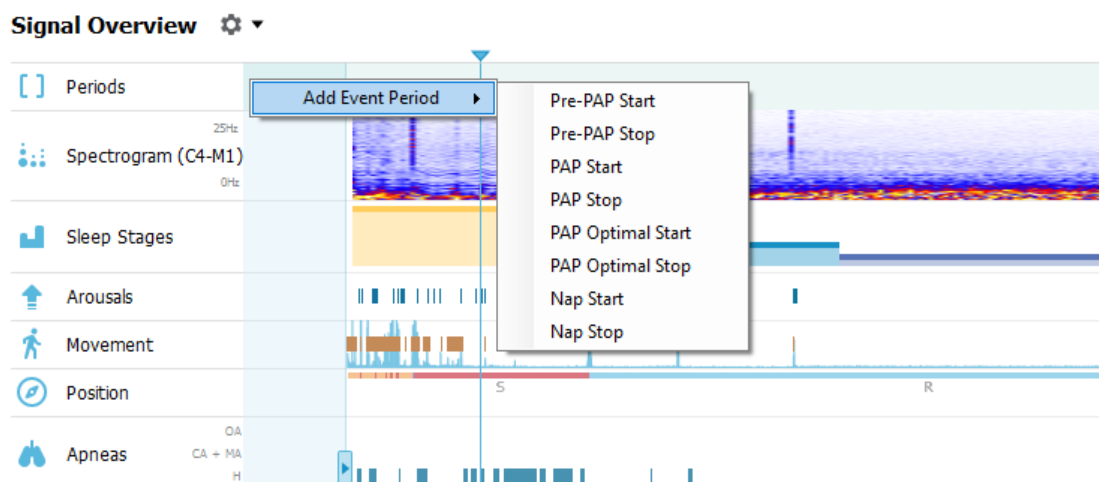 Signal Overview
Periods
Add Event Period
Pre-PAP Start
Pre-PAP Stop
PAP Start
PAP Stop
PAP Optimal Start
PAP Optimal Stop
Nap Start
Nap Stop
25Hz
Spectrogram (C4-M1)
0Hz
Sleep Stages
Arousals
Movement
Position
S
R
OA
Apneas
CA + MA
H